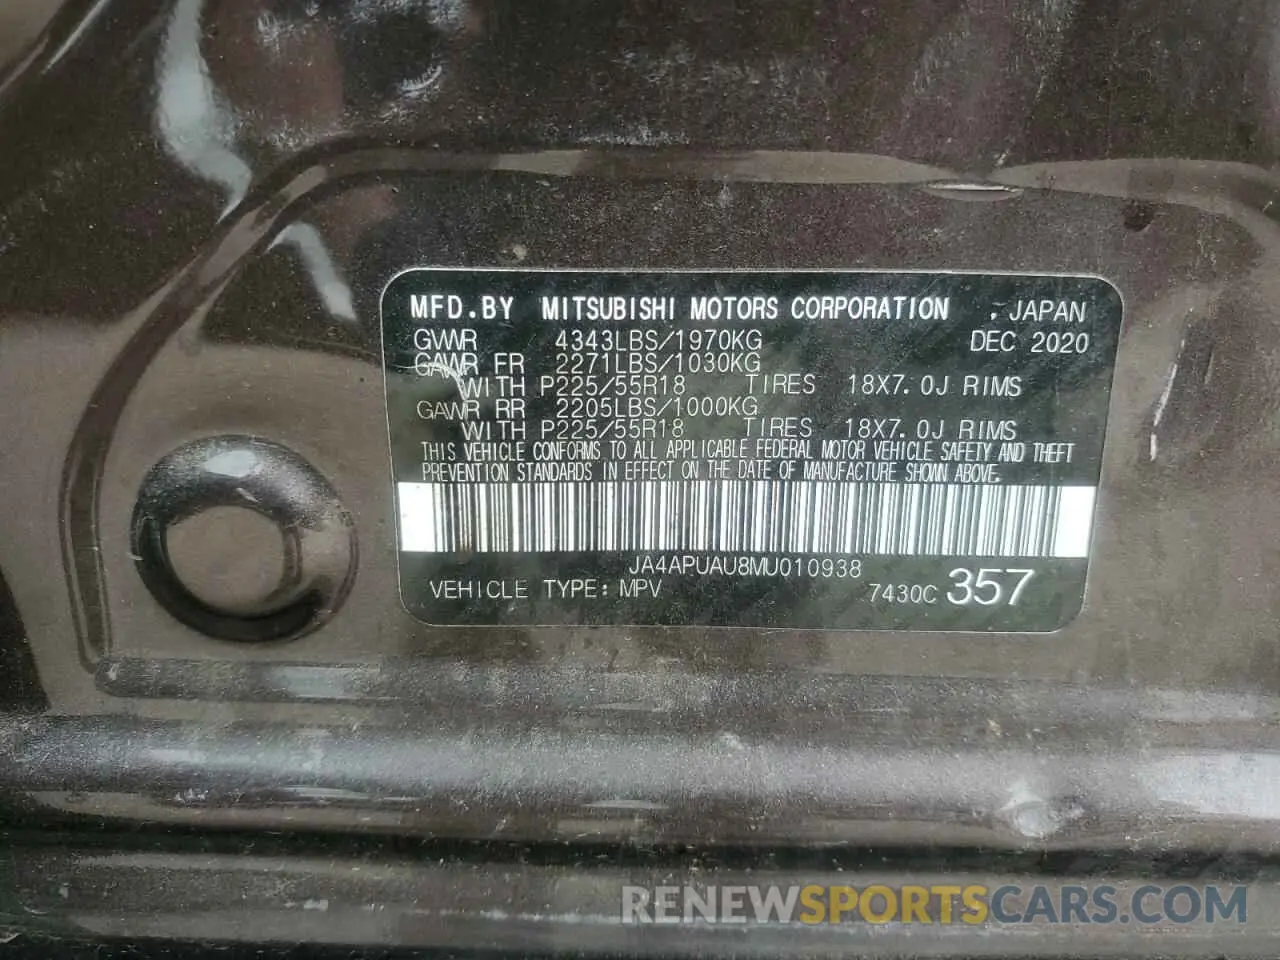 MFD.BY MITSUBISHI MOTORS CORPORATION , JAPAN
GVWR 4343LBS/1970KG DEC 2020
GAWR FR 2271LBS/1030KG
WITH P225/55R18 TIRES 18X7.0J RIMS
GAWR RR 2205LBS/1000KG
WITH P225/55R18 TIRES 18X7.0J RIMS
THIS VEHICLE CONFORMS TO ALL APPLICABLE FEDERAL MOTOR VEHICLE SAFETY AND THEFT
PREVENTION STANDARDS IN EFFECT ON THE DATE OF MANUFACTURE SHOWN ABOVE.
JA4APUAU8MU010938
VEHICLE TYPE: MPV 7430C 357
RENEWSPORTSCARS.COM